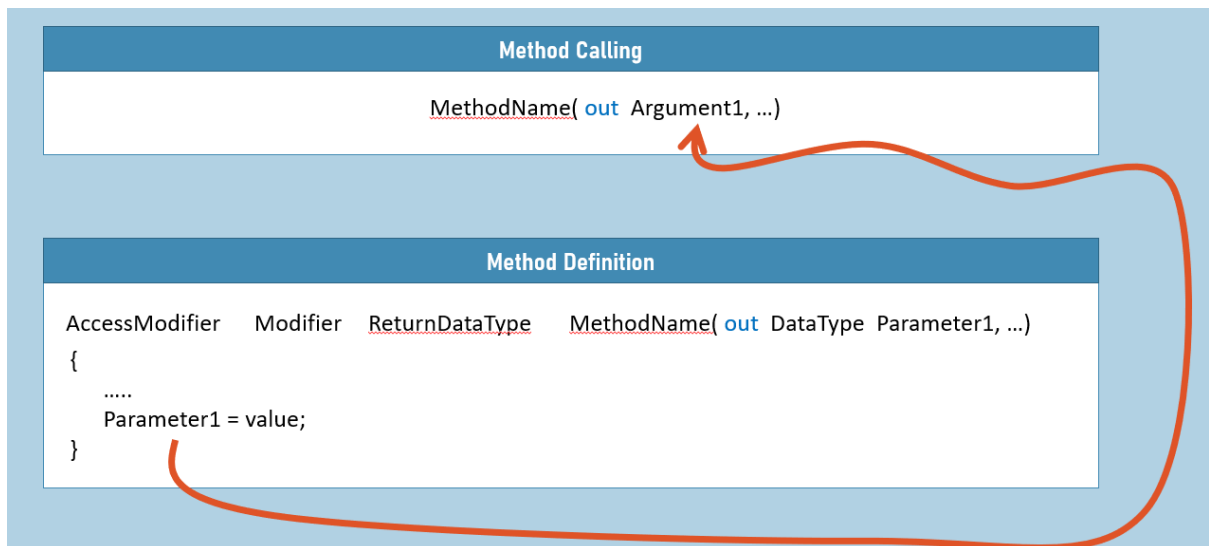 Method Calling
MethodName( out Argument1, …)
Method Definition
AccessModifier Modifier ReturnDataType MethodName( out DataType Parameter1, …)
{
…..
Parameter1 = value;
}